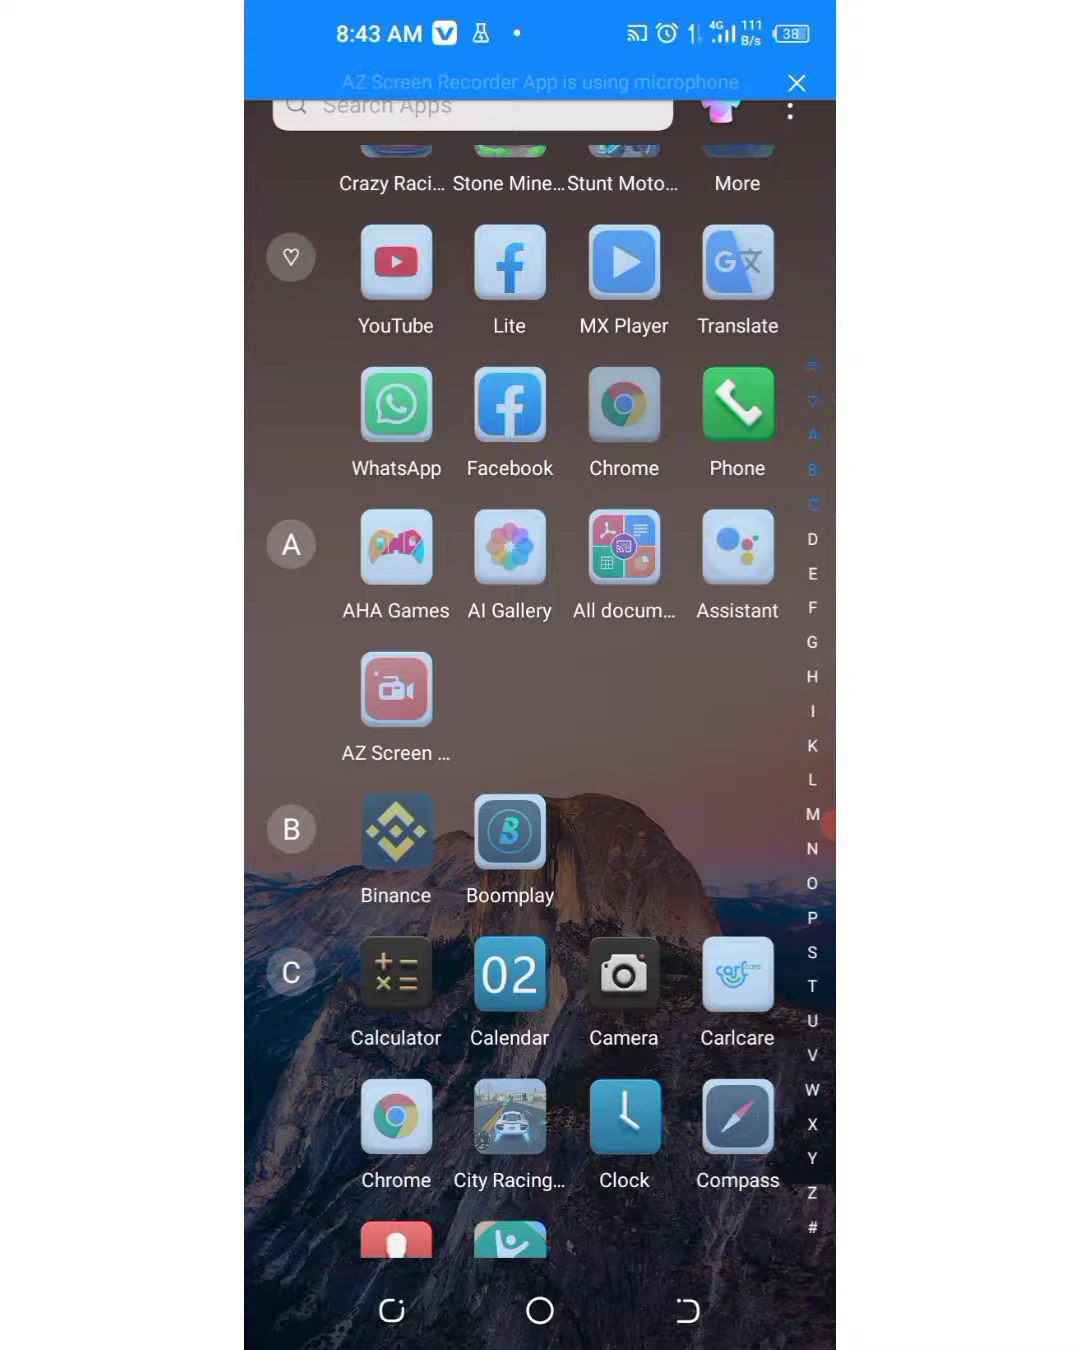 8:43 AM
4G
111
B/s
38
AZ Screen Recorder App is using microphone
Search Apps
Crazy Raci... Stone Mine... Stunt Moto... More
YouTube Lite MX Player Translate
WhatsApp Facebook Chrome Phone
A
AHA Games AI Gallery All docum... Assistant
AZ Screen ...
B
Binance Boomplay
C
02
Calculator Calendar Camera Carlcare
Chrome City Racing... Clock Compass
A
B
C
D
E
F
G
H
I
K
L
M
N
O
P
S
T
U
V
W
X
Y
Z
#